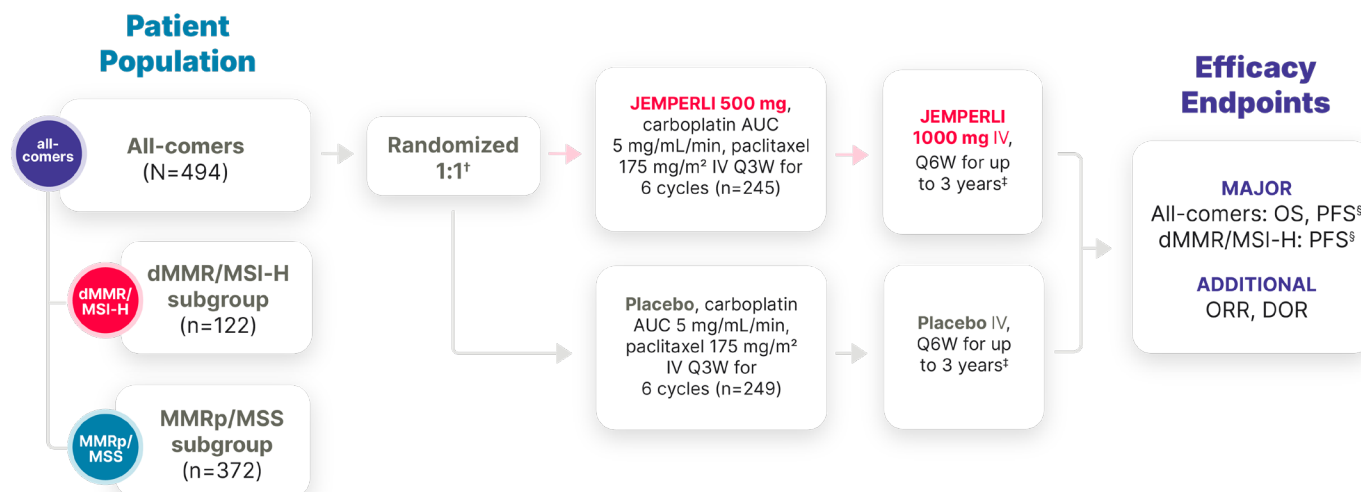 Patient
Population
all-
comers
All-comers
(N=494)
dMMR/
MSI-H
dMMR/MSI-H
subgroup
(n=122)
MMRp/
MSS
MMRp/MSS
subgroup
(n=372)
Randomized
1:1†
JEMPERLI 500 mg,
carboplatin AUC
5 mg/mL/min, paclitaxel
175 mg/m² IV Q3W for
6 cycles (n=245)
JEMPERLI
1000 mg IV,
Q6W for up
to 3 years‡
Placebo, carboplatin
AUC 5 mg/mL/min,
paclitaxel 175 mg/m²
IV Q3W for
6 cycles (n=249)
Placebo IV,
Q6W for up
to 3 years‡
Efficacy
Endpoints
MAJOR
All-comers: OS, PFS§
dMMR/MSI-H: PFS§
ADDITIONAL
ORR, DOR